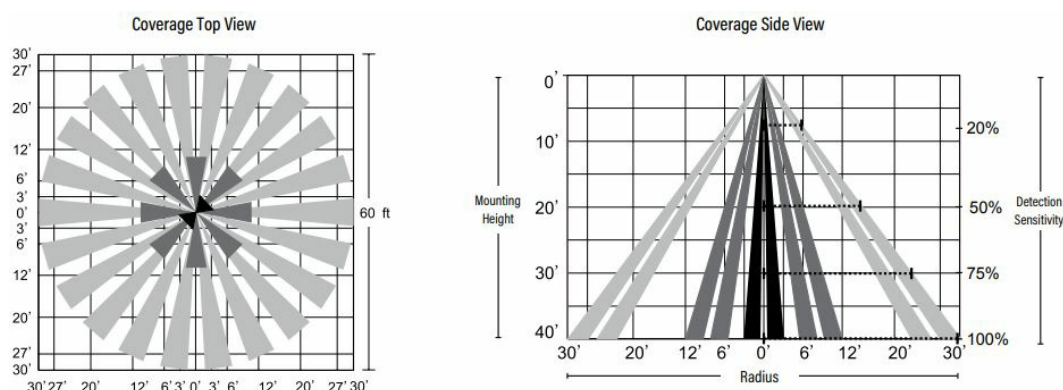 Coverage Top View
30'
27'
20'
12'
6'
3'
0'
3'
6'
12'
20'
27'
30'
60 ft
30' 27' 20' 12' 6' 3' 0' 3' 6' 12' 20' 27' 30'
Coverage Side View
0'
10'
20'
30'
40'
Mounting
Height
20%
50%
75%
100%
Detection
Sensitivity
30' 20' 12' 6' 0' 6' 12' 20' 30'
Radius